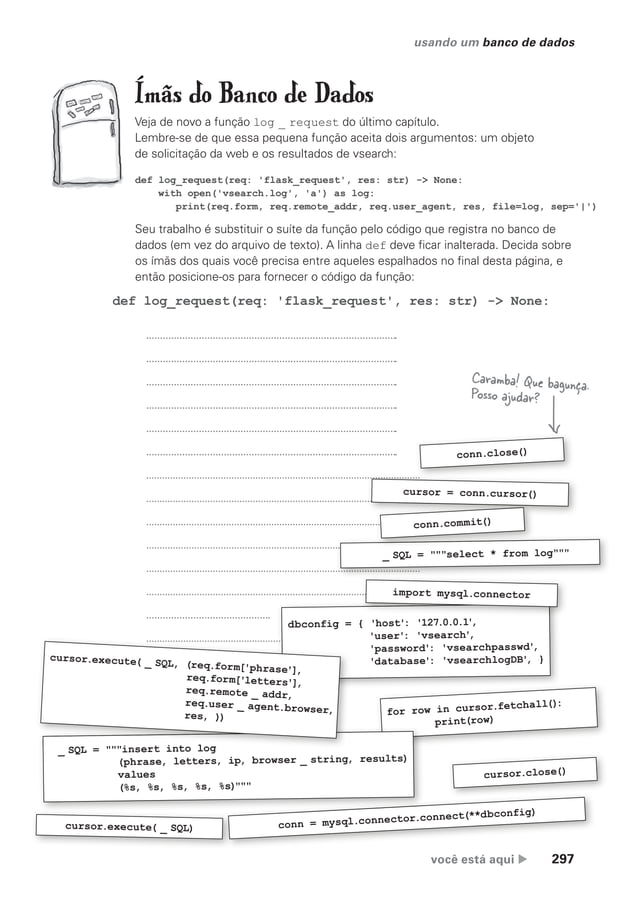 usando um banco de dados
Ímãs do Banco de Dados
Veja de novo a função log _ request do último capítulo.
Lembre-se de que essa pequena função aceita dois argumentos: um objeto
de solicitação da web e os resultados de vsearch:
def log_request(req: 'flask_request', res: str) -> None:
    with open('vsearch.log', 'a') as log:
        print(req.form, req.remote_addr, req.user_agent, res, file=log, sep='|')
Seu trabalho é substituir o suíte da função pelo código que registra no banco de
dados (em vez do arquivo de texto). A linha def deve ficar inalterada. Decida sobre
os ímãs dos quais você precisa entre aqueles espalhados no final desta página, e
então posicione-os para fornecer o código da função:
def log_request(req: 'flask_request', res: str) -> None:
Caramba! Que bagunça.
Posso ajudar?
conn.close()
cursor = conn.cursor()
conn.commit()
_ SQL = """select * from log"""
import mysql.connector
dbconfig = { 'host': '127.0.0.1',
'user': 'vsearch',
'password': 'vsearchpasswd',
'database': 'vsearchlogDB', }
cursor.execute( _ SQL, (req.form['phrase'],
req.form['letters'],
req.remote _ addr,
req.user _ agent.browser,
res, ))
for row in cursor.fetchall():
print(row)
_ SQL = """insert into log
(phrase, letters, ip, browser _ string, results)
values
(%s, %s, %s, %s, %s)"""
cursor.close()
cursor.execute( _ SQL)
conn = mysql.connector.connect(**dbconfig)
você está aqui ▶ 297